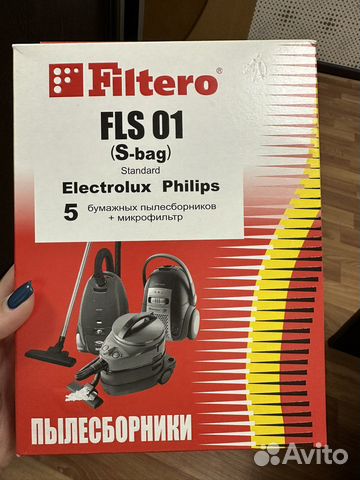 Filtero®
FLS 01
(S-bag)
Standard
Electrolux Philips
5 бумажных пылесборников
+ микрофильтр
ПЫЛЕСБОРНИКИ
Avito